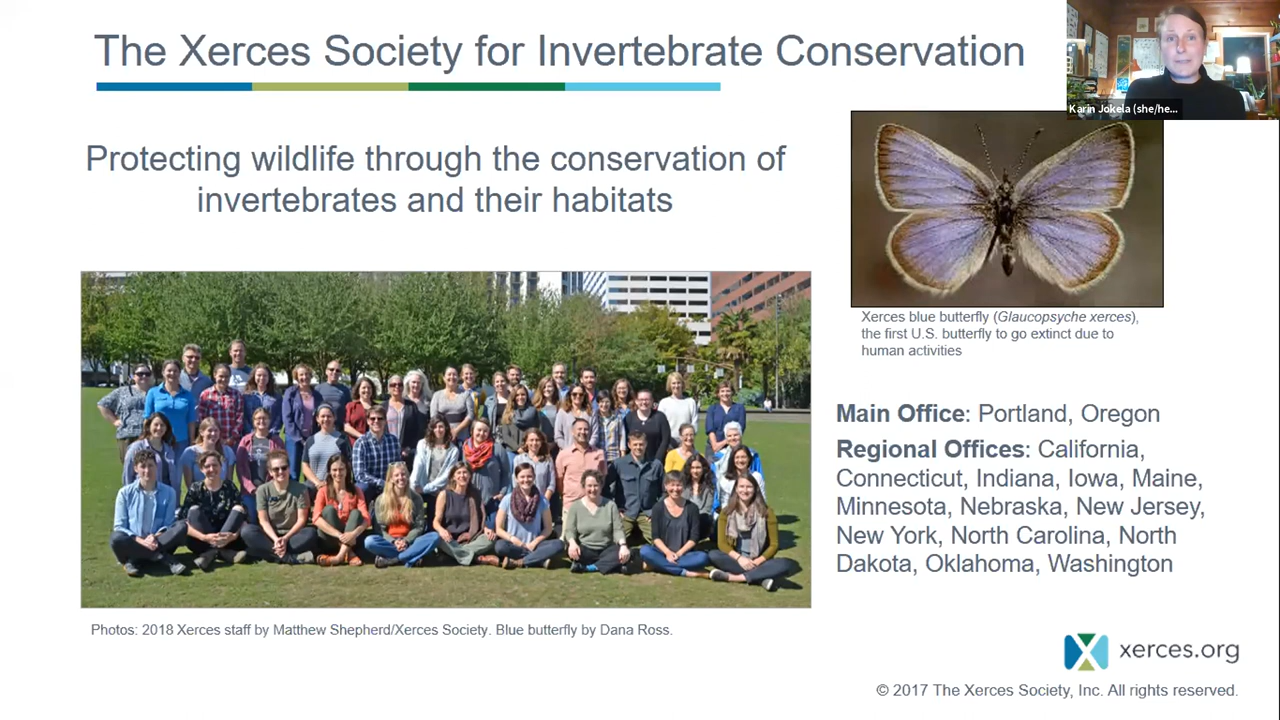 The Xerces Society for Invertebrate Conservation
Karin Jokela (she/he...
Protecting wildlife through the conservation of
invertebrates and their habitats
Xerces blue butterfly (Glaucopsyche xerces),
the first U.S. butterfly to go extinct due to
human activities
Main Office: Portland, Oregon
Regional Offices: California,
Connecticut, Indiana, Iowa, Maine,
Minnesota, Nebraska, New Jersey,
New York, North Carolina, North
Dakota, Oklahoma, Washington
Photos: 2018 Xerces staff by Matthew Shepherd/Xerces Society. Blue butterfly by Dana Ross.
xerces.org
© 2017 The Xerces Society, Inc. All rights reserved.